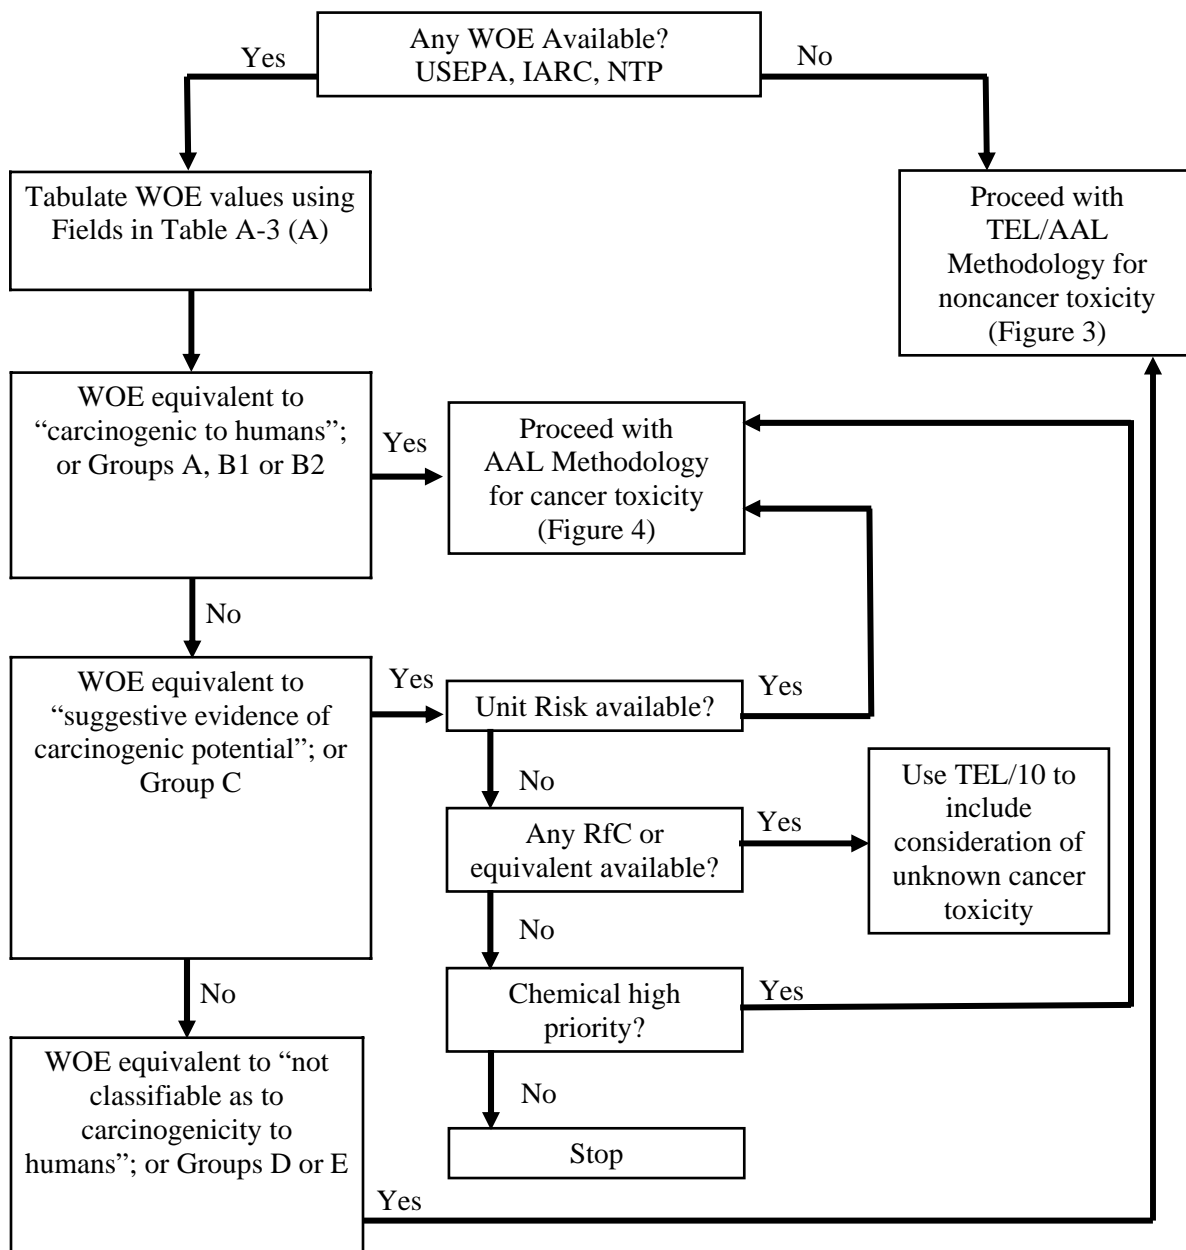 Any WOE Available?
USEPA, IARC, NTP
Yes
No
Tabulate WOE values using
Fields in Table A-3 (A)
Proceed with
TEL/AAL
Methodology for
noncancer toxicity
(Figure 3)
WOE equivalent to
“carcinogenic to humans”;
or Groups A, B1 or B2
Yes
Proceed with
AAL Methodology
for cancer toxicity
(Figure 4)
No
WOE equivalent to
“suggestive evidence of
carcinogenic potential”; or
Group C
Yes
Unit Risk available?
Yes
No
Any RfC or
equivalent available?
Yes
Use TEL/10 to
include
consideration of
unknown cancer
toxicity
No
Chemical high
priority?
Yes
No
Stop
No
WOE equivalent to “not
classifiable as to
carcinogenicity to
humans”; or Groups D or E
Yes